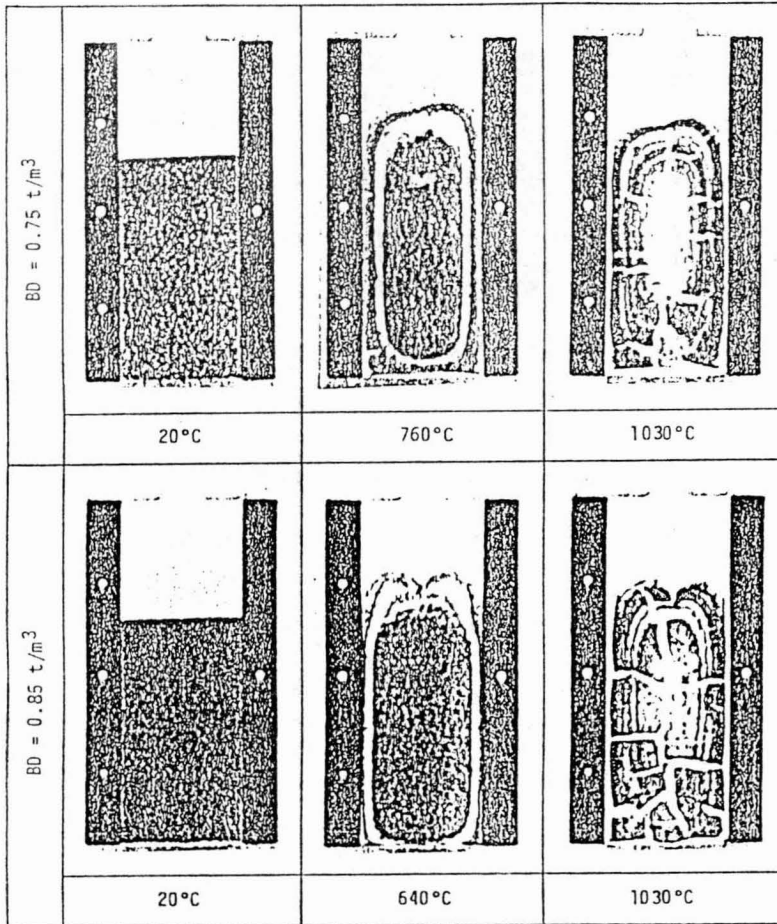 BD = 0.75 t/m³
20°C
760°C
1030°C
BD = 0.85 t/m³
20°C
640°C
1030°C